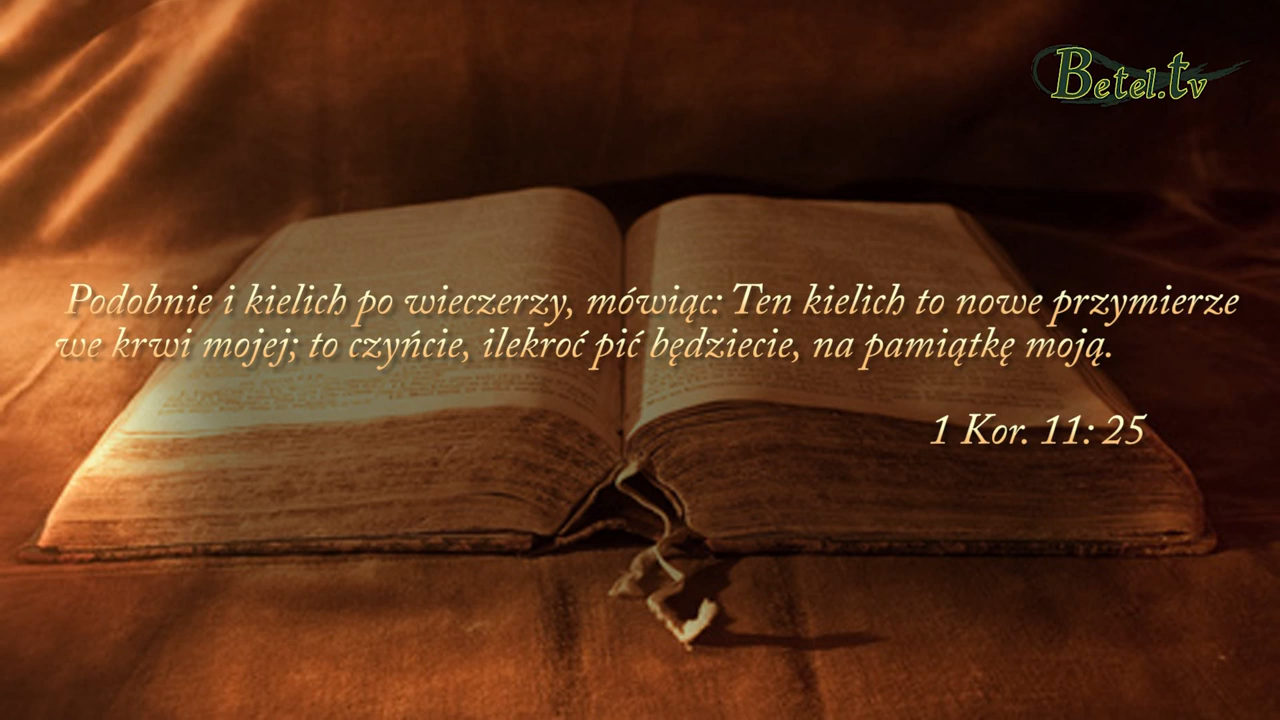 Betel.tv
Podobnie i kielich po wieczerzy, mówiąc: Ten kielich to nowe przymierze
we krwi mojej; to czyńcie, ilekroć pić będziecie, na pamiątkę moją.
1 Kor. 11: 25